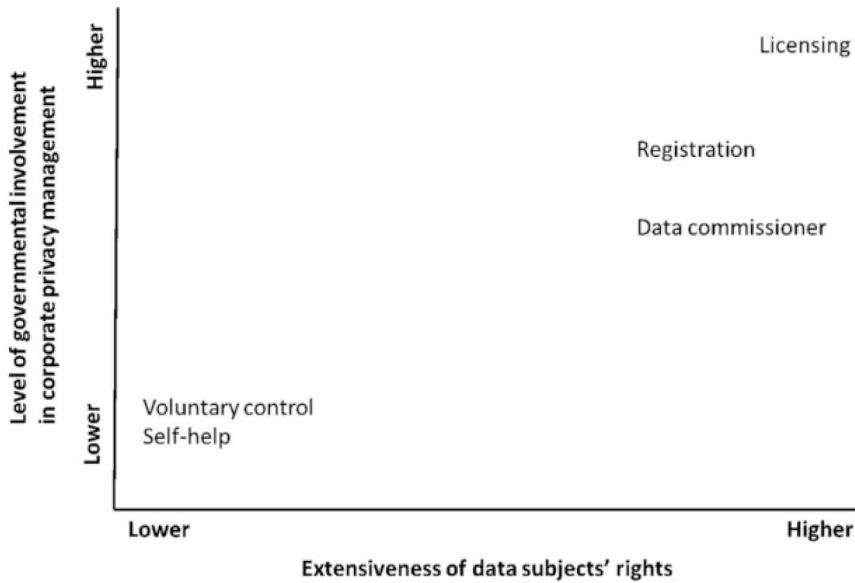 Level of governmental involvement
in corporate privacy management
Higher
Lower
Licensing
Registration
Data commissioner
Voluntary control
Self-help
Lower
Higher
Extensiveness of data subjects’ rights